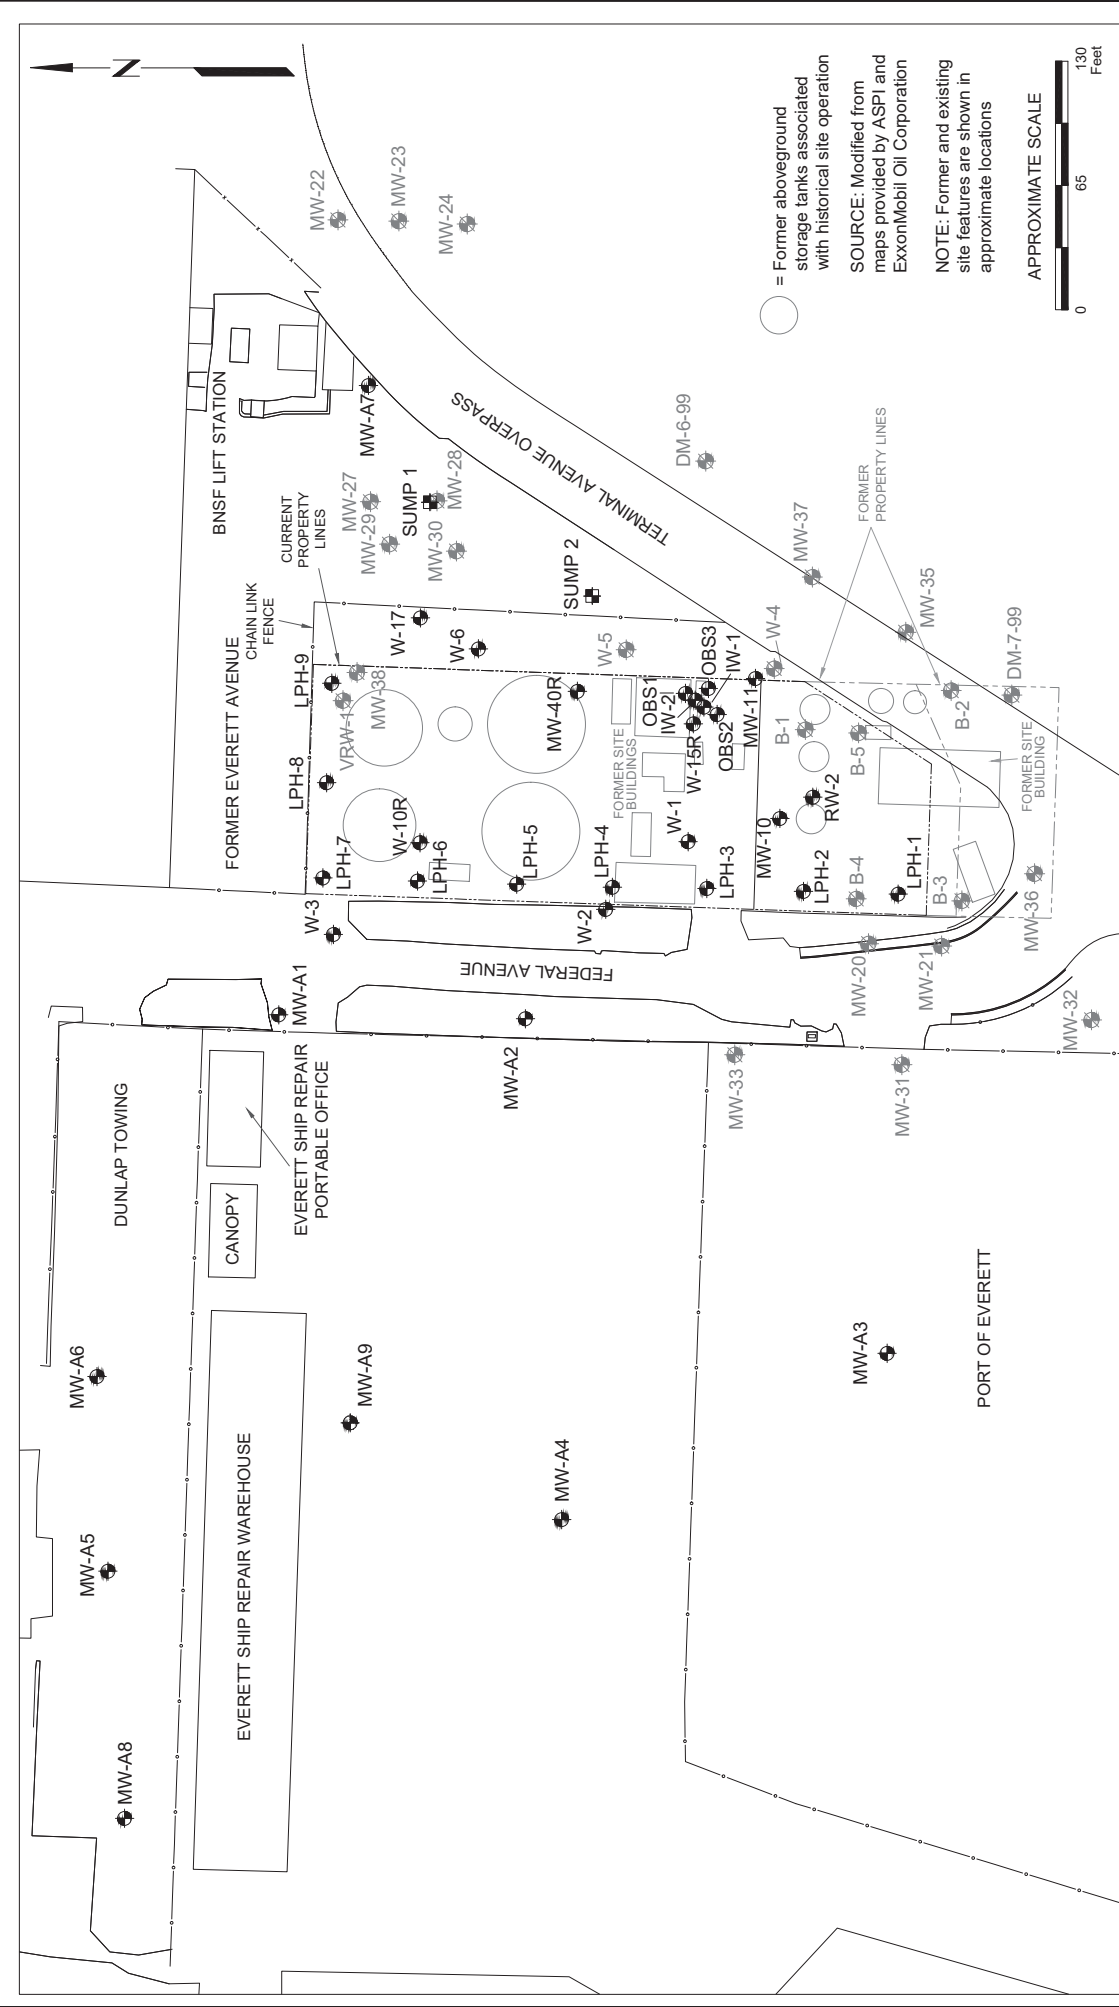 N
MW-22
MW-23
MW-24
= Former aboveground
storage tanks associated
with historical site operation
SOURCE: Modified from
maps provided by ASPI and
ExxonMobil Oil Corporation
NOTE: Former and existing
site features are shown in
approximate locations
APPROXIMATE SCALE
0
65
130
Feet
BNSF LIFT STATION
MW-A7
TERMINAL AVENUE OVERPASS
MW-27
MW-29
SUMP 1
MW-28
MW-30
SUMP 2
DM-6-99
MW-37
FORMER
PROPERTY LINES
CURRENT
PROPERTY
LINES
CHAIN LINK
FENCE
FORMER EVERETT AVENUE
W-17
W-6
W-5
W-4
MW-35
DM-7-99
LPH-9
VRW-1
MW-38
MW-40R
OBS1
IW-2
OBS3
IW-1
W-15R
OBS2
MW-11
B-1
B-5
B-2
FORMER SITE
BUILDING
FORMER SITE
BUILDINGS
LPH-8
LPH-7
W-10R
LPH-6
LPH-5
LPH-4
W-1
LPH-3
MW-10
RW-2
LPH-2
B-4
LPH-1
B-3
MW-36
W-3
W-2
FEDERAL AVENUE
MW-20
MW-21
MW-32
MW-A1
MW-A2
MW-33
MW-31
DUNLAP TOWING
EVERETT SHIP REPAIR
PORTABLE OFFICE
CANOPY
MW-A6
MW-A9
MW-A3
PORT OF EVERETT
MW-A5
MW-A4
EVERETT SHIP REPAIR WAREHOUSE
MW-A8